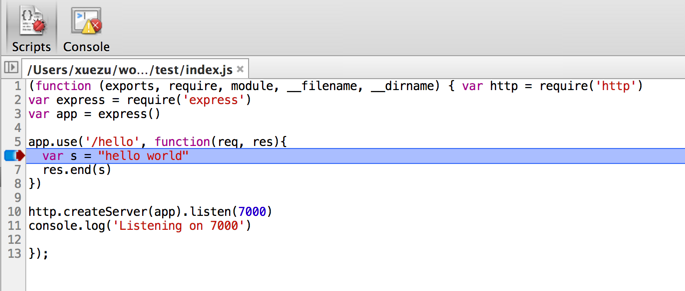 Scripts Console
/Users/xuezu/wo.../test/index.js ×
1 (function (exports, require, module, __filename, __dirname) { var http = require('http')
2 var express = require('express')
3 var app = express()
4
5 app.use('/hello', function(req, res){
6 var s = "hello world"
7 res.end(s)
8 })
9
10 http.createServer(app).listen(7000)
11 console.log('Listening on 7000')
12
13 });